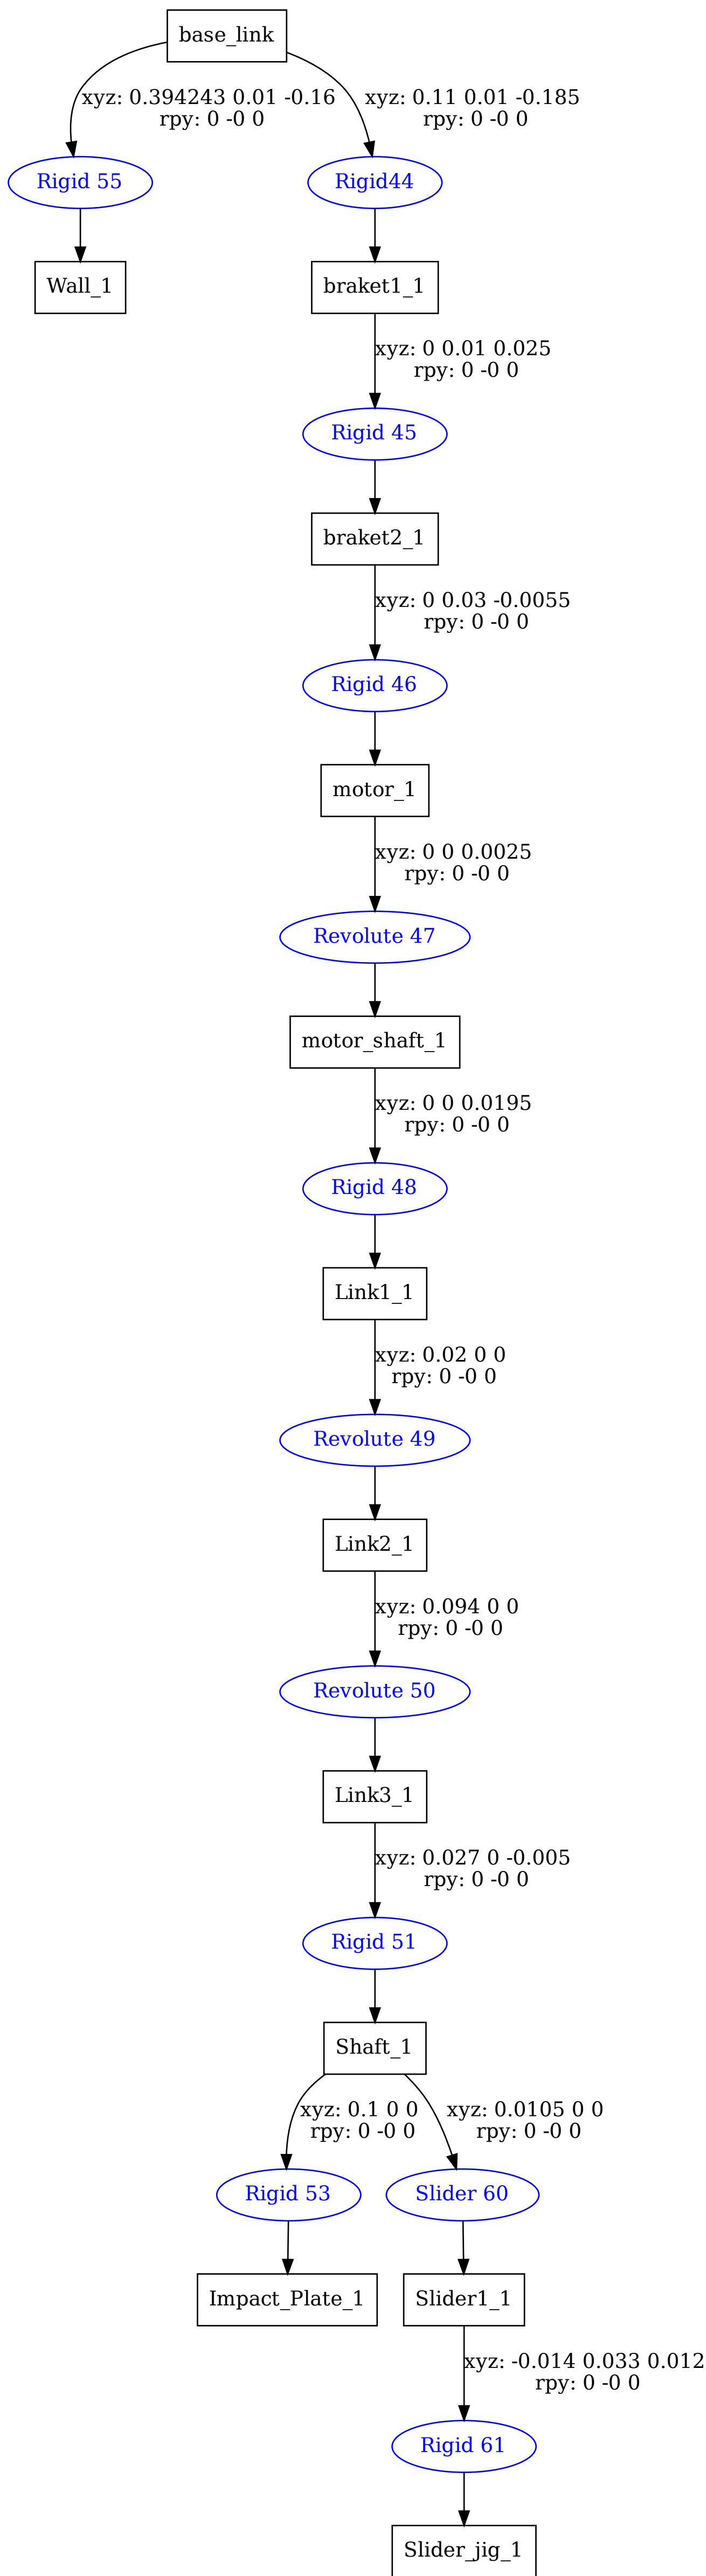 base_link
xyz: 0.394243 0.01 -0.16
rpy: 0 -0 0
xyz: 0.11 0.01 -0.185
rpy: 0 -0 0
Rigid 55
Rigid44
Wall_1
braket1_1
xyz: 0 0.01 0.025
rpy: 0 -0 0
Rigid 45
braket2_1
xyz: 0 0.03 -0.0055
rpy: 0 -0 0
Rigid 46
motor_1
xyz: 0 0 0.0025
rpy: 0 -0 0
Revolute 47
motor_shaft_1
xyz: 0 0 0.0195
rpy: 0 -0 0
Rigid 48
Link1_1
xyz: 0.02 0 0
rpy: 0 -0 0
Revolute 49
Link2_1
xyz: 0.094 0 0
rpy: 0 -0 0
Revolute 50
Link3_1
xyz: 0.027 0 -0.005
rpy: 0 -0 0
Rigid 51
Shaft_1
xyz: 0.1 0 0
rpy: 0 -0 0
xyz: 0.0105 0 0
rpy: 0 -0 0
Rigid 53
Slider 60
Impact_Plate_1
Slider1_1
xyz: -0.014 0.033 0.012
rpy: 0 -0 0
Rigid 61
Slider_jig_1